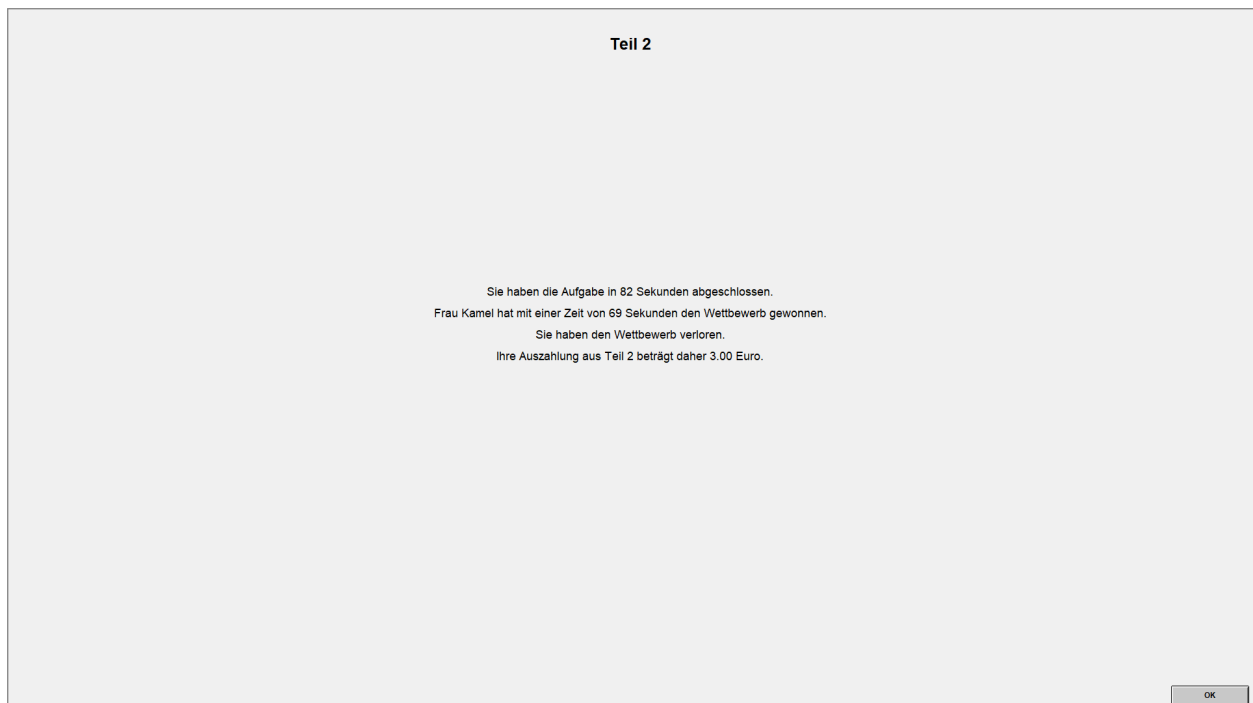 Teil 2
Sie haben die Aufgabe in 82 Sekunden abgeschlossen.
Frau Kamel hat mit einer Zeit von 69 Sekunden den Wettbewerb gewonnen.
Sie haben den Wettbewerb verloren.
Ihre Auszahlung aus Teil 2 beträgt daher 3.00 Euro.
OK